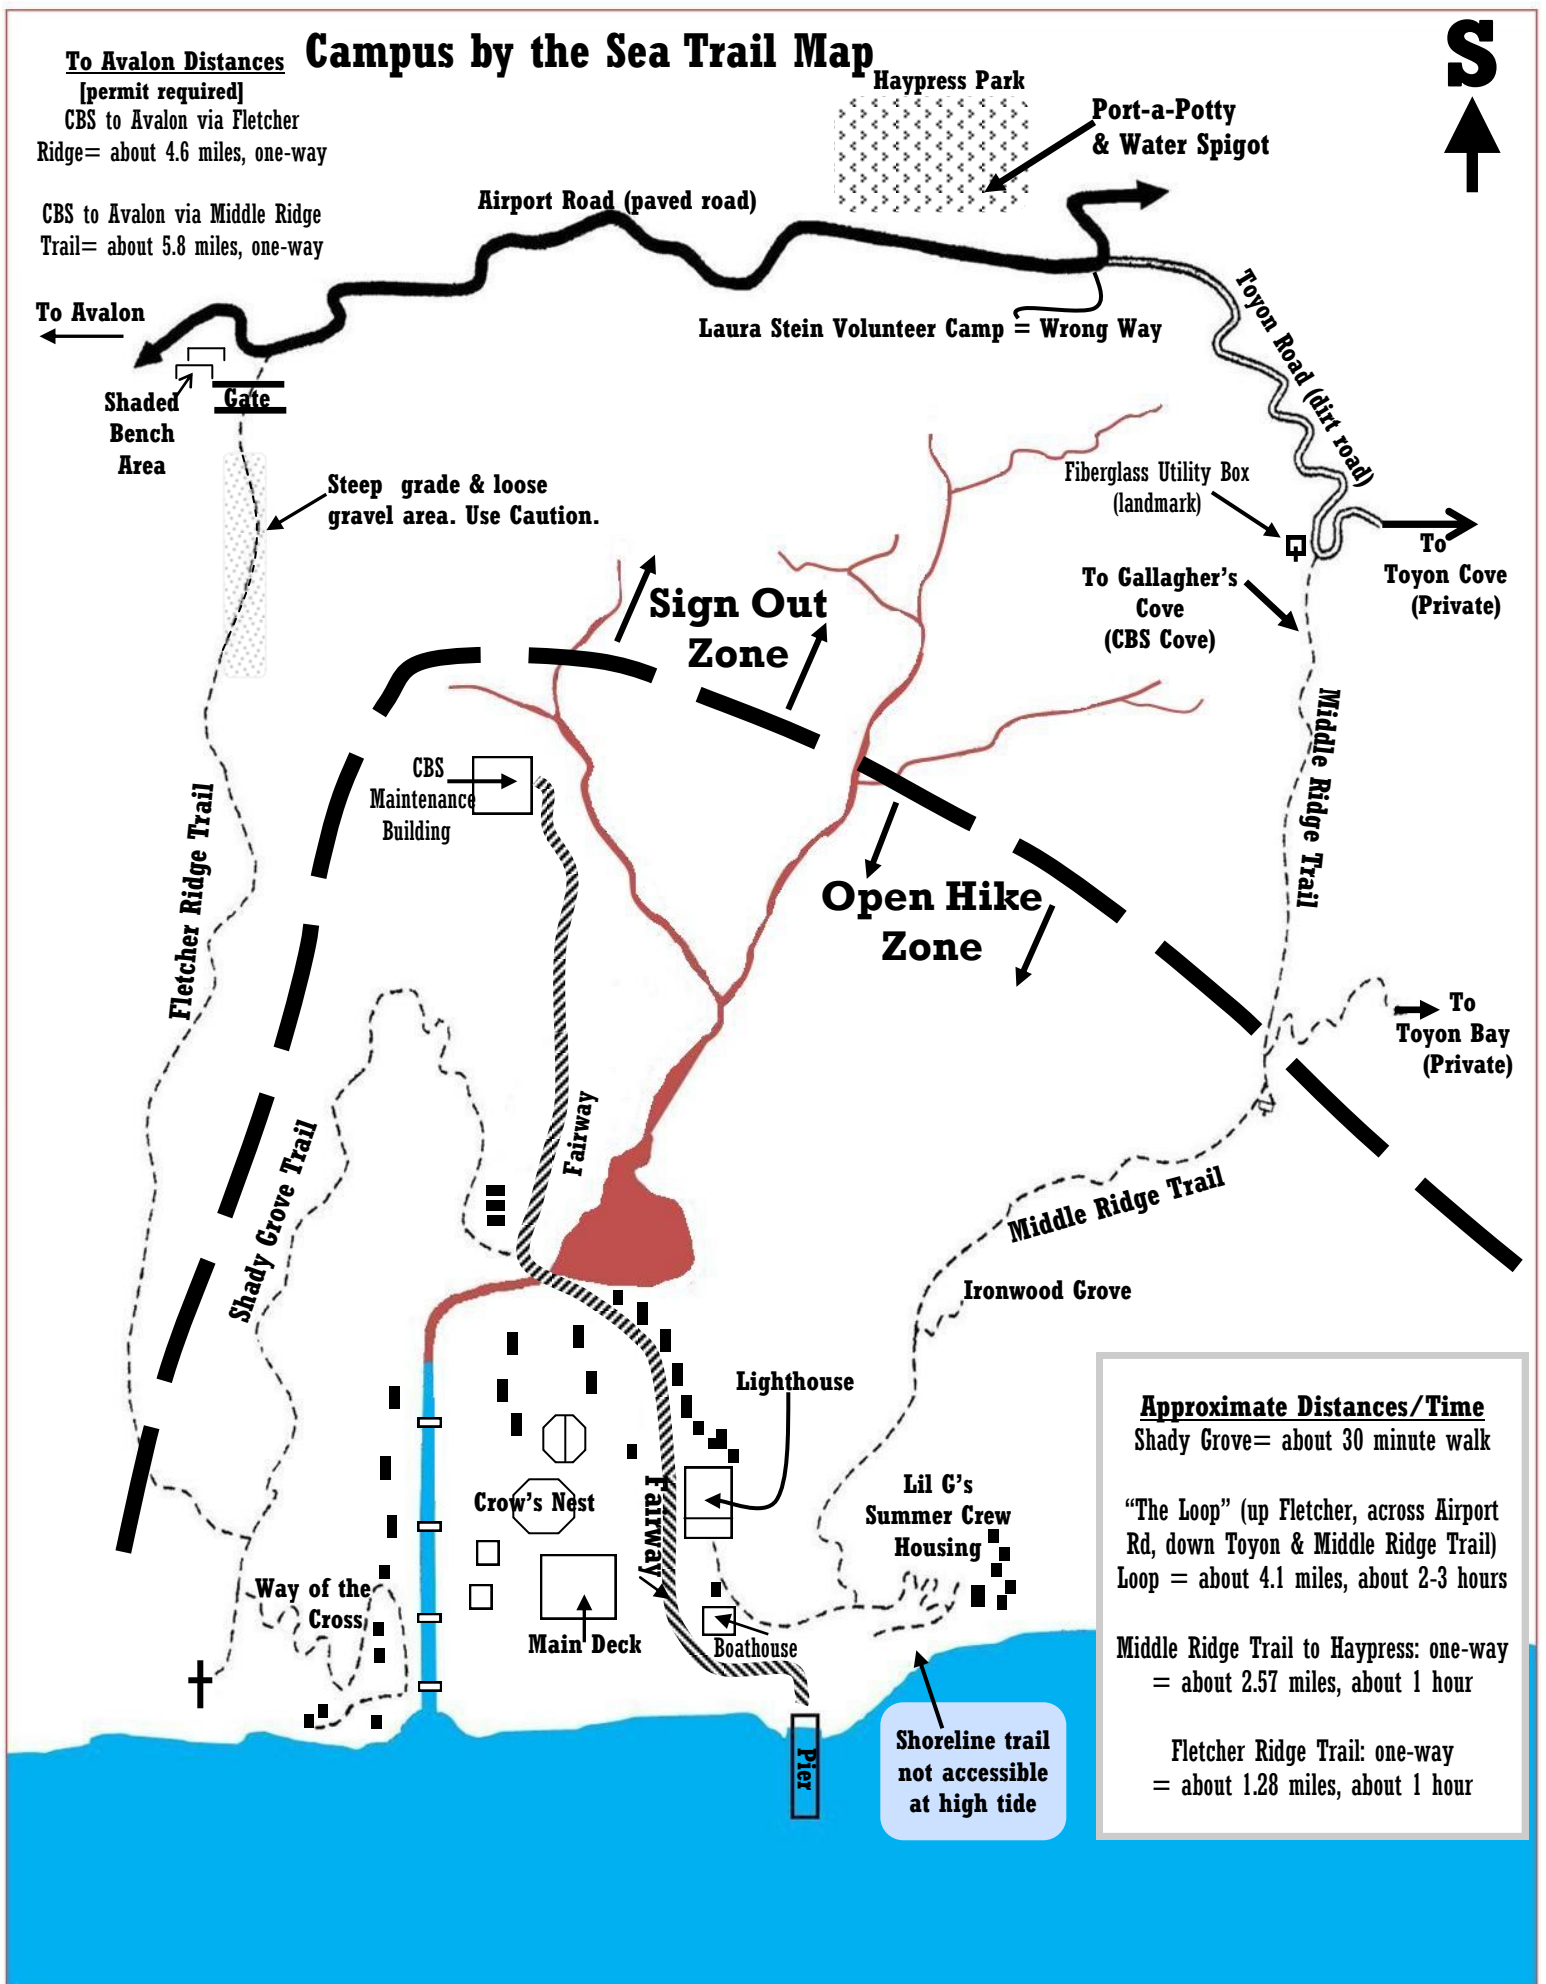 Campus by the Sea Trail Map
To Avalon Distances
[permit required]
CBS to Avalon via Fletcher
Ridge= about 4.6 miles, one-way
CBS to Avalon via Middle Ridge
Trail= about 5.8 miles, one-way
S
Haypress Park
Port-a-Potty
& Water Spigot
Airport Road (paved road)
To Avalon
Laura Stein Volunteer Camp = Wrong Way
Toyon Road (dirt road)
Shaded
Bench
Area
Gate
Steep grade & loose
gravel area. Use Caution.
Fiberglass Utility Box
(landmark)
To
Toyon Cove
(Private)
To Gallagher's
Cove
(CBS Cove)
Sign Out
Zone
Middle Ridge Trail
CBS
Maintenance
Building
Fletcher Ridge Trail
Open Hike
Zone
To
Toyon Bay
(Private)
Fairway
Shady Grove Trail
Middle Ridge Trail
Ironwood Grove
Lighthouse
Crow's Nest
Fairway
Lil G's
Summer Crew
Housing
Way of the
Cross
Main Deck
Boathouse
Pier
Shoreline trail
not accessible
at high tide
Approximate Distances/Time
Shady Grove= about 30 minute walk
“The Loop” (up Fletcher, across Airport
Rd, down Toyon & Middle Ridge Trail)
Loop = about 4.1 miles, about 2-3 hours
Middle Ridge Trail to Haypress: one-way
= about 2.57 miles, about 1 hour
Fletcher Ridge Trail: one-way
= about 1.28 miles, about 1 hour